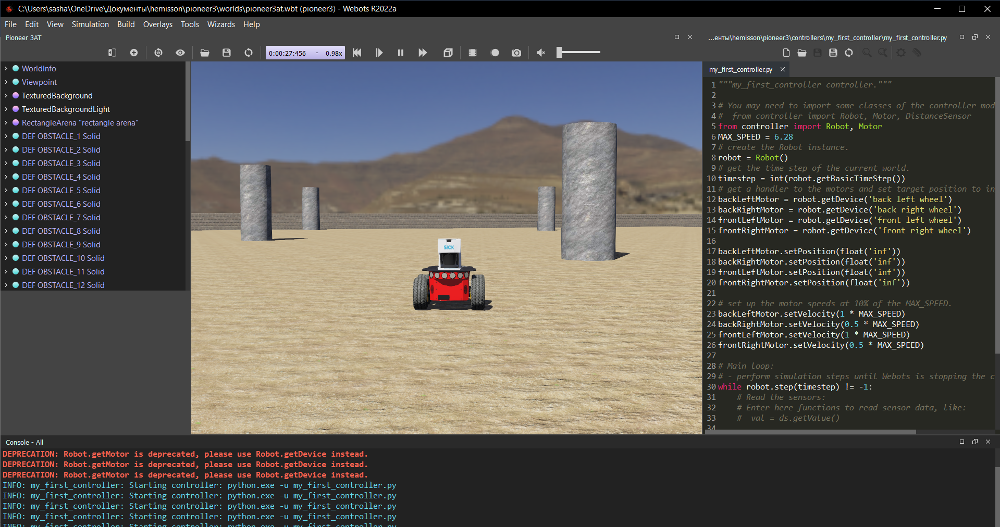 C:\Users\sasha\OneDrive\Документы\hemisson\pioneer3\worlds\pioneer3at.wbt (pioneer3) - Webots R2022a
File Edit View Simulation Build Overlays Tools Wizards Help
Pioneer 3AT
0:00:27:456 - 0.98x
WorldInfo
Viewpoint
TexturedBackground
TexturedBackgroundLight
RectangleArena "rectangle arena"
DEF OBSTACLE_1 Solid
DEF OBSTACLE_2 Solid
DEF OBSTACLE_3 Solid
DEF OBSTACLE_4 Solid
DEF OBSTACLE_5 Solid
DEF OBSTACLE_6 Solid
DEF OBSTACLE_7 Solid
DEF OBSTACLE_8 Solid
DEF OBSTACLE_9 Solid
DEF OBSTACLE_10 Solid
DEF OBSTACLE_11 Solid
DEF OBSTACLE_12 Solid
SICK
...енты\hemisson\pioneer3\controllers\my_first_controller\my_first_controller.py
my_first_controller.py
1 """my_first_controller controller."""
2
3 # You may need to import some classes of the controller mod
4 #  from controller import Robot, Motor, DistanceSensor
5 from controller import Robot, Motor
6 MAX_SPEED = 6.28
7 # create the Robot instance.
8 robot = Robot()
9 # get the time step of the current world.
10 timestep = int(robot.getBasicTimeStep())
11 # get a handler to the motors and set target position to in
12 backLeftMotor = robot.getDevice('back left wheel')
13 backRightMotor = robot.getDevice('back right wheel')
14 frontLeftMotor = robot.getDevice('front left wheel')
15 frontRightMotor = robot.getDevice('front right wheel')
16
17 backLeftMotor.setPosition(float('inf'))
18 backRightMotor.setPosition(float('inf'))
19 frontLeftMotor.setPosition(float('inf'))
20 frontRightMotor.setPosition(float('inf'))
21
22 # set up the motor speeds at 10% of the MAX_SPEED.
23 backLeftMotor.setVelocity(1 * MAX_SPEED)
24 backRightMotor.setVelocity(0.5 * MAX_SPEED)
25 frontLeftMotor.setVelocity(1 * MAX_SPEED)
26 frontRightMotor.setVelocity(0.5 * MAX_SPEED)
27
28 # Main loop:
29 # - perform simulation steps until Webots is stopping the c
30 while robot.step(timestep) != -1:
31     # Read the sensors:
32     # Enter here functions to read sensor data, like:
33     #  val = ds.getValue()
34
Console - All
DEPRECATION: Robot.getMotor is deprecated, please use Robot.getDevice instead.
DEPRECATION: Robot.getMotor is deprecated, please use Robot.getDevice instead.
DEPRECATION: Robot.getMotor is deprecated, please use Robot.getDevice instead.
INFO: my_first_controller: Starting controller: python.exe -u my_first_controller.py
INFO: my_first_controller: Starting controller: python.exe -u my_first_controller.py
INFO: my_first_controller: Starting controller: python.exe -u my_first_controller.py
INFO: my_first_controller: Starting controller: python.exe -u my_first_controller.py
INFO: my_first_controller: Starting controller: python.exe -u my_first_controller.py